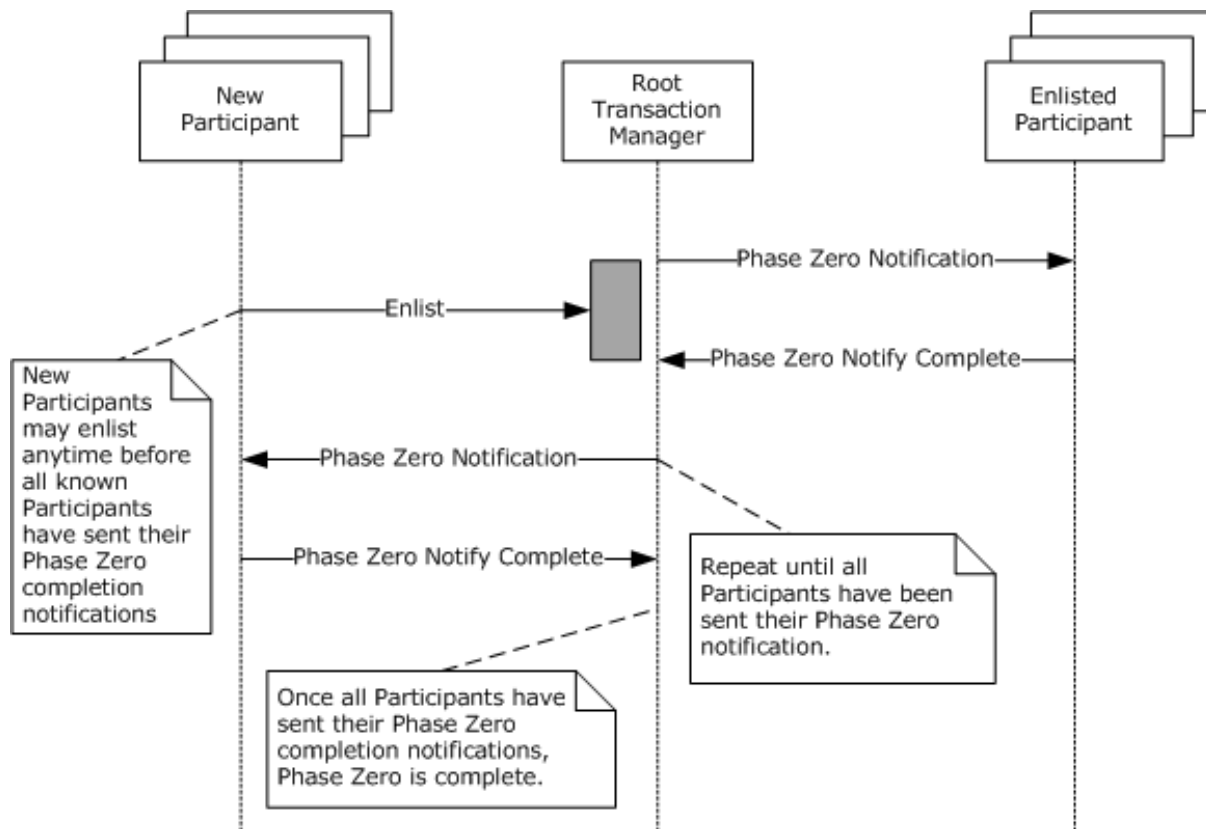 New
Participant
Root
Transaction
Manager
Enlisted
Participant
Phase Zero Notification
Enlist
Phase Zero Notify Complete
New
Participants
may enlist
anytime before
all known
Participants
have sent their
Phase Zero
completion
notifications
Phase Zero Notification
Phase Zero Notify Complete
Repeat until all
Participants have been
sent their Phase Zero
notification.
Once all Participants have
sent their Phase Zero
completion notifications,
Phase Zero is complete.